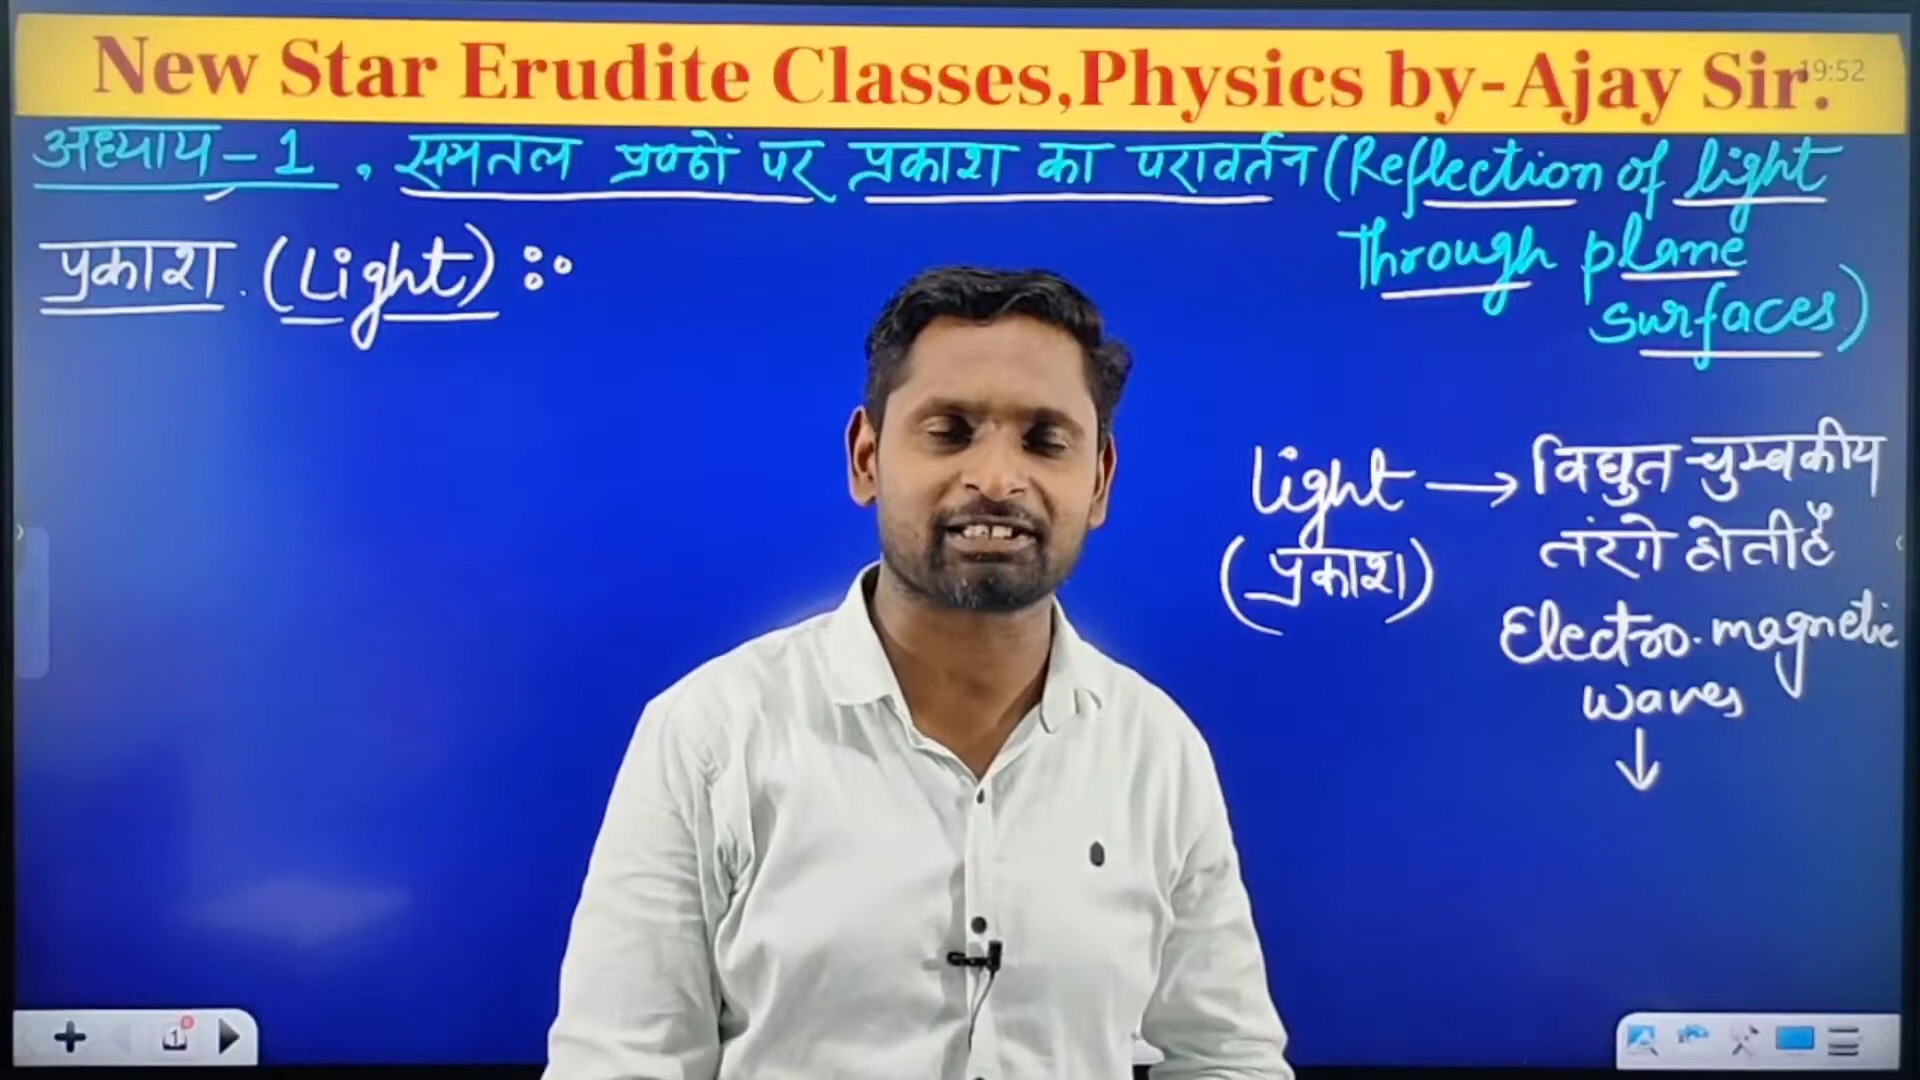 New Star Erudite Classes,Physics by-Ajay Sir.
19:52
अध्याय-1, समतल पृष्ठों पर प्रकाश का परावर्तन (Reflection of light
Through plane
surfaces)
प्रकाश. (Light) :
light → विद्युत चुम्बकीय
(प्रकाश)
तरंगे होती हैं
Electro.magnetic
waves
↓
1